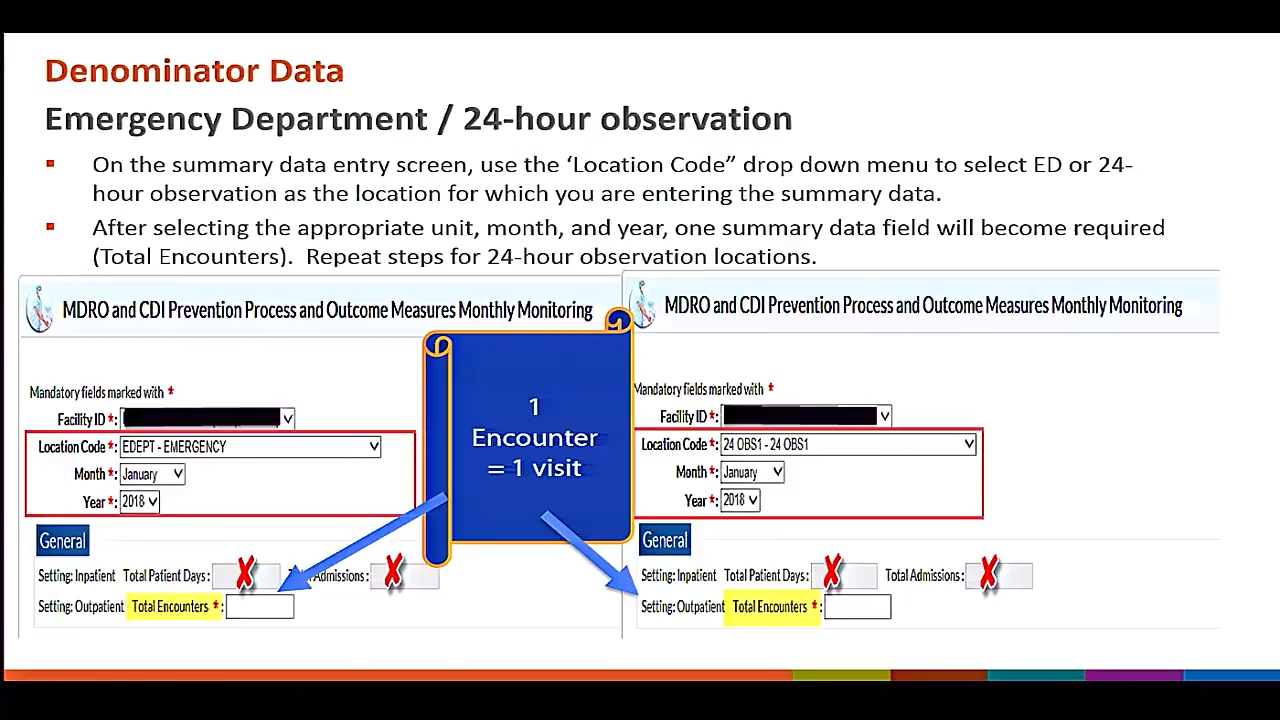 Denominator Data
Emergency Department / 24-hour observation
▪ On the summary data entry screen, use the ‘Location Code” drop down menu to select ED or 24-
hour observation as the location for which you are entering the summary data.
▪ After selecting the appropriate unit, month, and year, one summary data field will become required
(Total Encounters).  Repeat steps for 24-hour observation locations.
MDRO and CDI Prevention Process and Outcome Measures Monthly Monitoring
Mandatory fields marked with *
Facility ID *:
Location Code *: EDEPT - EMERGENCY
Month *: January
Year *: 2018
General
Setting: Inpatient Total Patient Days: Admissions:
Setting: Outpatient Total Encounters *:
1
Encounter
= 1 visit
MDRO and CDI Prevention Process and Outcome Measures Monthly Monitoring
Mandatory fields marked with *
Facility ID *:
Location Code *: 24 OBS1 - 24 OBS1
Month *: January
Year *: 2018
General
Setting: Inpatient Total Patient Days: Total Admissions:
Setting: Outpatient Total Encounters *: